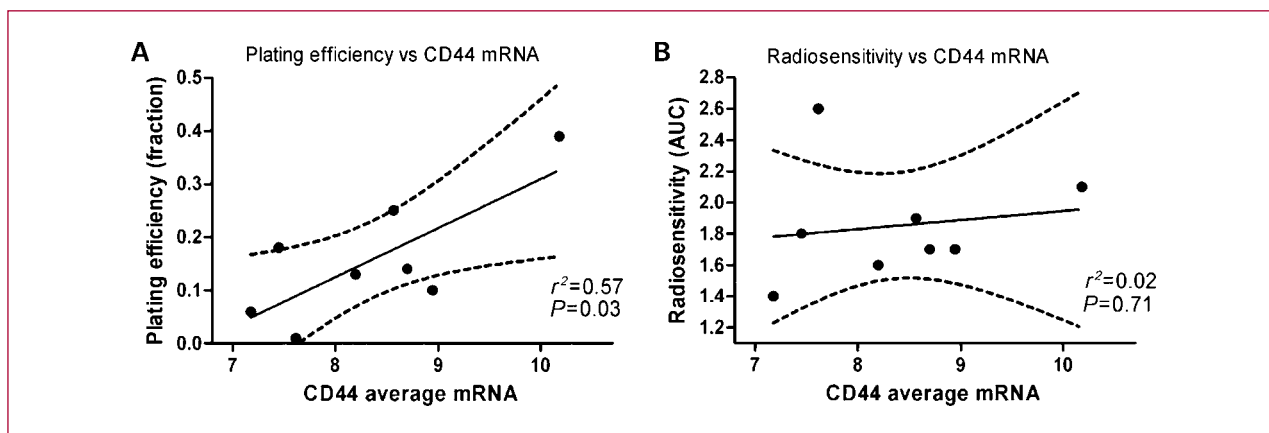 A
Plating efficiency vs CD44 mRNA
Plating efficiency (fraction)
0.5
0.4
0.3
0.2
0.1
0.0
7 8 9 10
CD44 average mRNA
r²=0.57
P=0.03
B
Radiosensitivity vs CD44 mRNA
Radiosensitivity (AUC)
2.8
2.6
2.4
2.2
2.0
1.8
1.6
1.4
1.2
7 8 9 10
CD44 average mRNA
r²=0.02
P=0.71